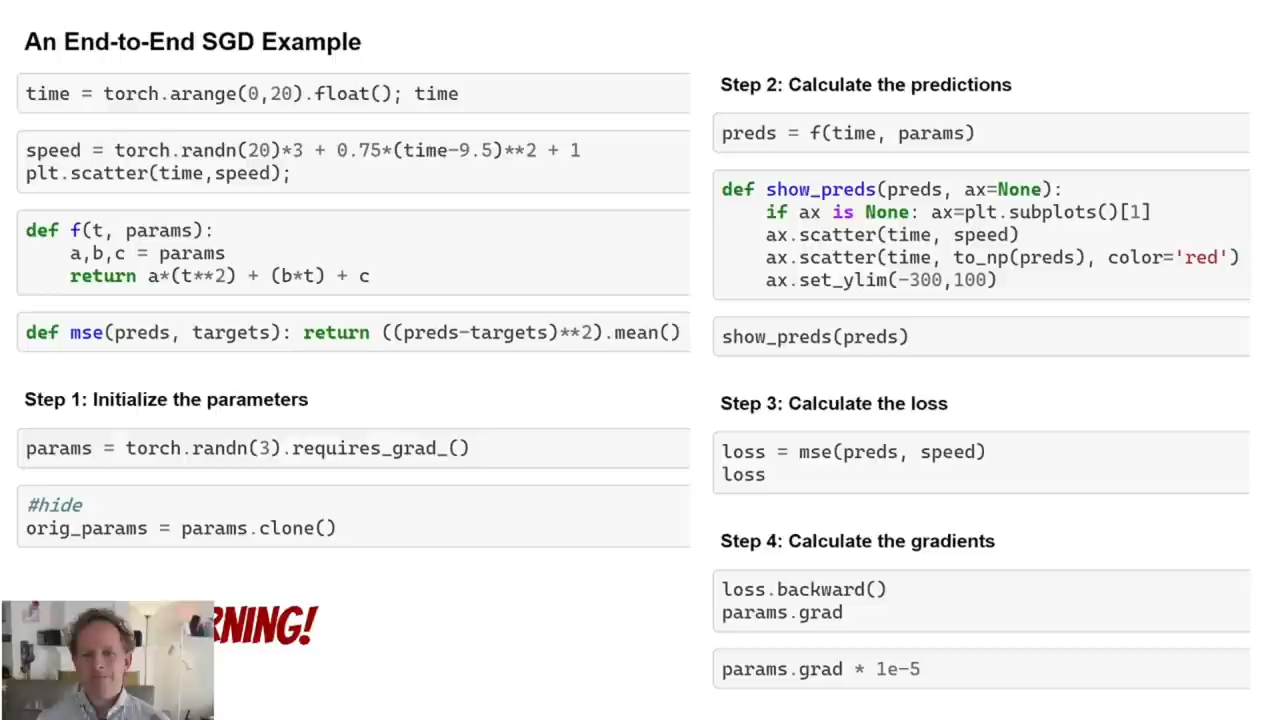 An End-to-End SGD Example
time = torch.arange(0,20).float(); time
speed = torch.randn(20)*3 + 0.75*(time-9.5)**2 + 1
plt.scatter(time,speed);
def f(t, params):
    a,b,c = params
    return a*(t**2) + (b*t) + c
def mse(preds, targets): return ((preds-targets)**2).mean()
Step 1: Initialize the parameters
params = torch.randn(3).requires_grad_()
#hide
orig_params = params.clone()
Step 2: Calculate the predictions
preds = f(time, params)
def show_preds(preds, ax=None):
    if ax is None: ax=plt.subplots()[1]
    ax.scatter(time, speed)
    ax.scatter(time, to_np(preds), color='red')
    ax.set_ylim(-300,100)
show_preds(preds)
Step 3: Calculate the loss
loss = mse(preds, speed)
loss
Step 4: Calculate the gradients
loss.backward()
params.grad
params.grad * 1e-5